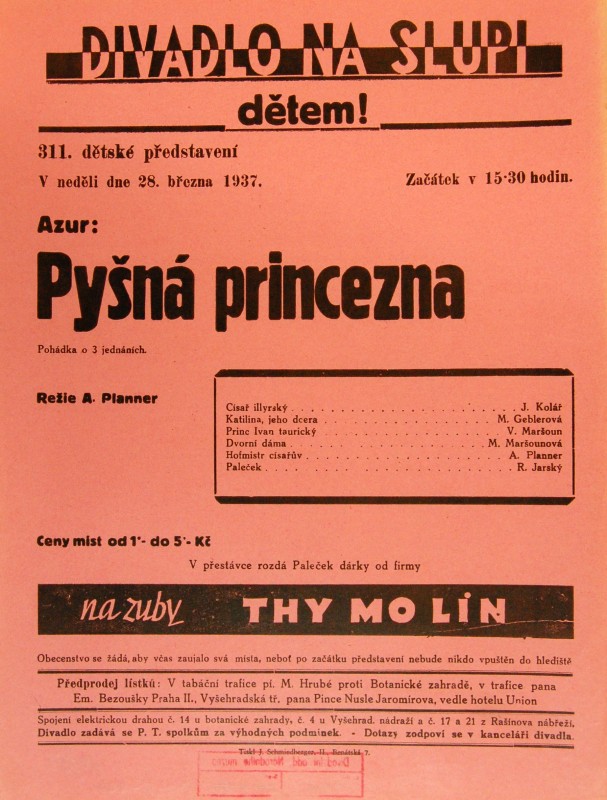 DIVADLO NA SLUPI
dětem!
311. dětské představení
V neděli dne 28. března 1937. Začátek v 15·30 hodin.
Azur:
Pyšná princezna
Pohádka o 3 jednáních.
Režie A. Planner
Císař illyrský . . . . . J. Kolář
Katilina, jeho dcera . . . . . M. Geblerová
Princ Ivan taurický . . . . . V. Maršoun
Dvorní dáma . . . . . M. Maršounová
Hofmistr císařův . . . . . A. Planner
Paleček . . . . . R. Jarský
Ceny míst od 1·- do 5·- Kč
V přestávce rozdá Paleček dárky od firmy
na zuby THYMOLIN
Obecenstvo se žádá, aby včas zaujalo svá místa, neboť po začátku představení nebude nikdo vpuštěn do hlediště
Předprodej lístků: V tabáční trafice pí. M. Hrubé proti Botanické zahradě, v trafice pana
Em. Bezoušky Praha II., Vyšehradská tř. pana Pince Nusle Jaromírova, vedle hotelu Union
Spojení elektrickou drahou č. 14 u botanické zahrady, č. 4 u Vyšehrad. nádraží a č. 17 a 21 z Rašínova nábřeží,
Divadlo zadává se P. T. spolkům za výhodných podmínek. - Dotazy zodpoví se v kanceláři divadla.
Tiskl J. Schmiedberger, II., Benátská 7.